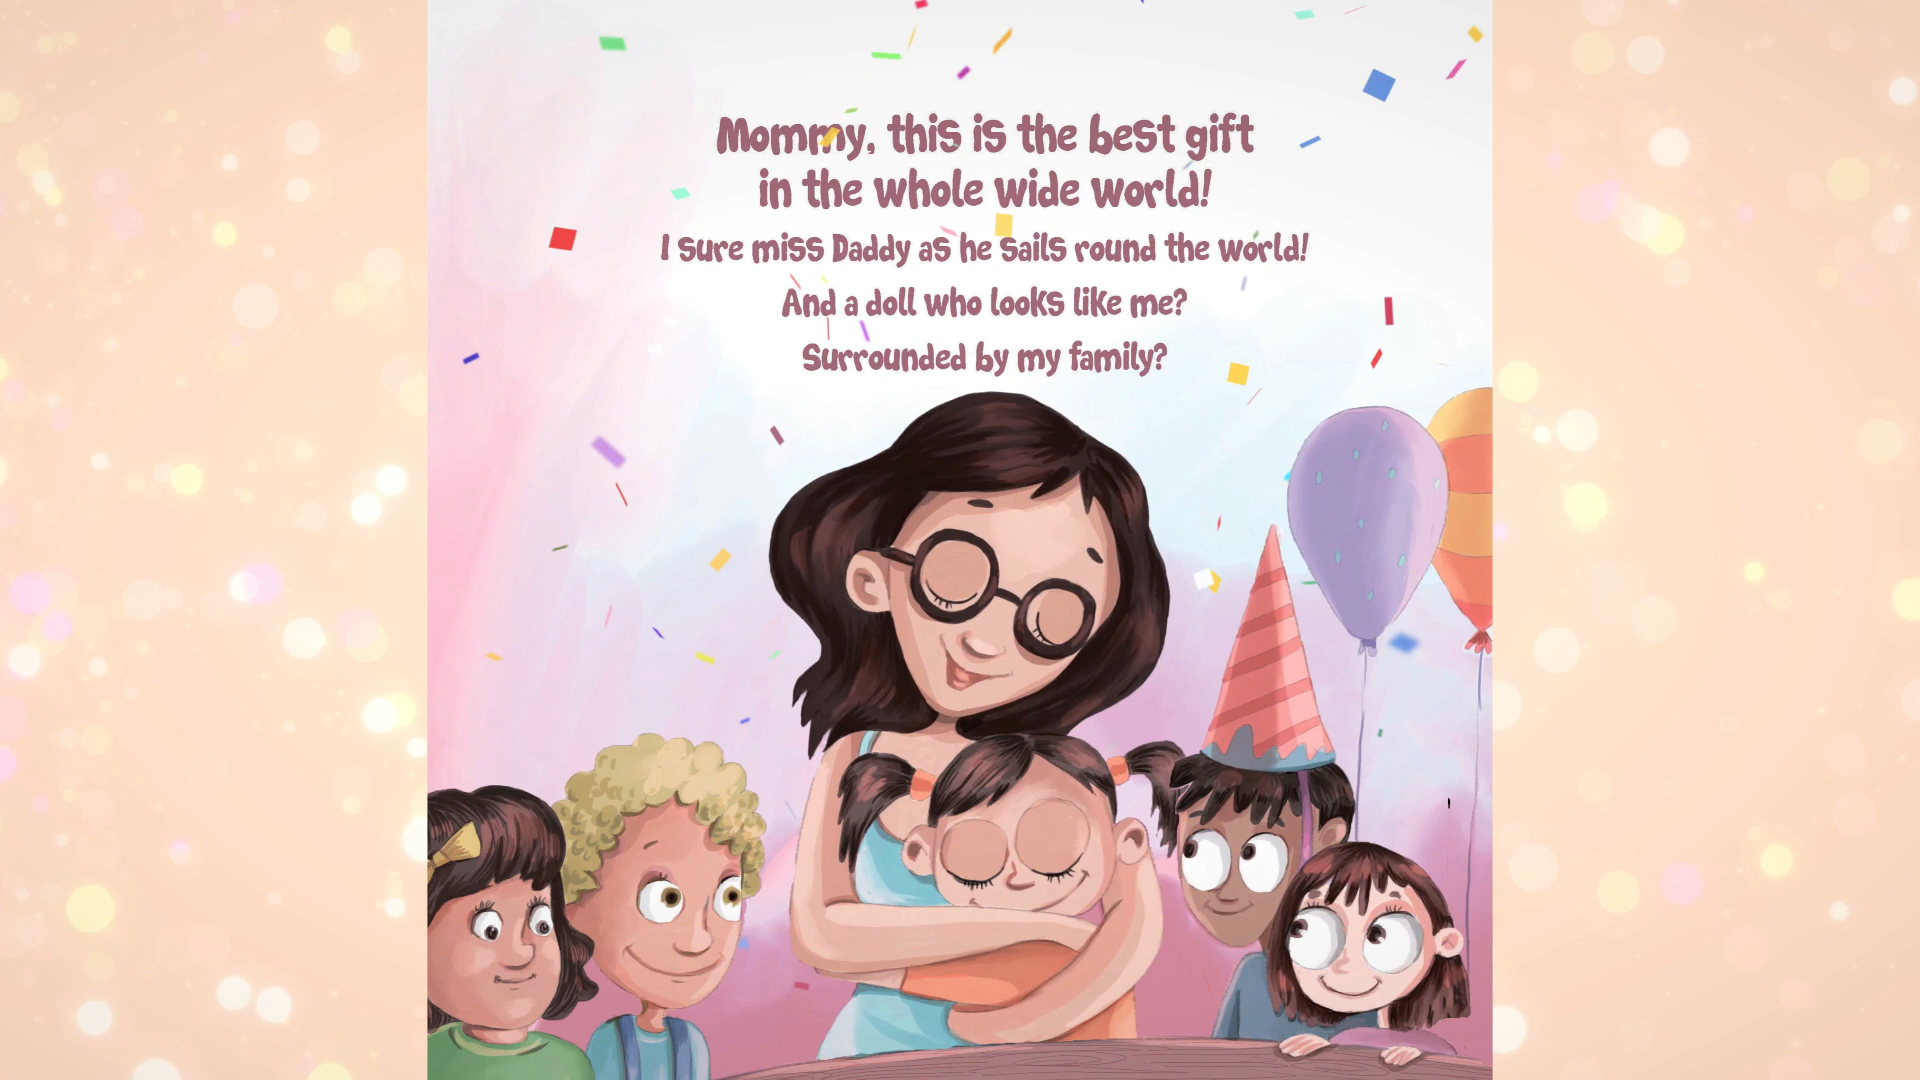 Mommy, this is the best gift
in the whole wide world!
I sure miss Daddy as he sails round the world!
And a doll who looks like me?
Surrounded by my family?